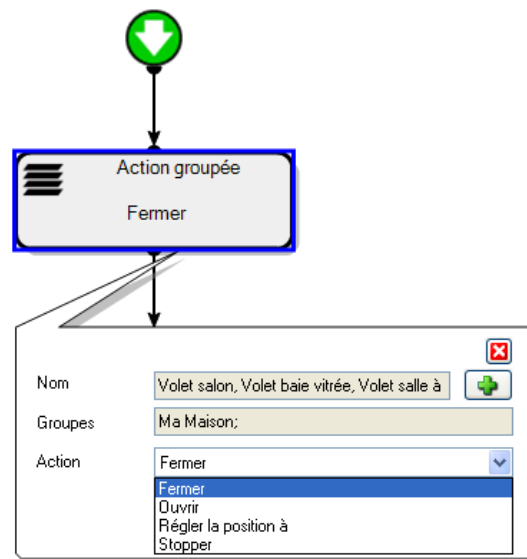 Action groupée
Fermer
Nom Volet salon, Volet baie vitrée, Volet salle à
Groupes Ma Maison;
Action Fermer
Fermer
Ouvrir
Régler la position à
Stopper